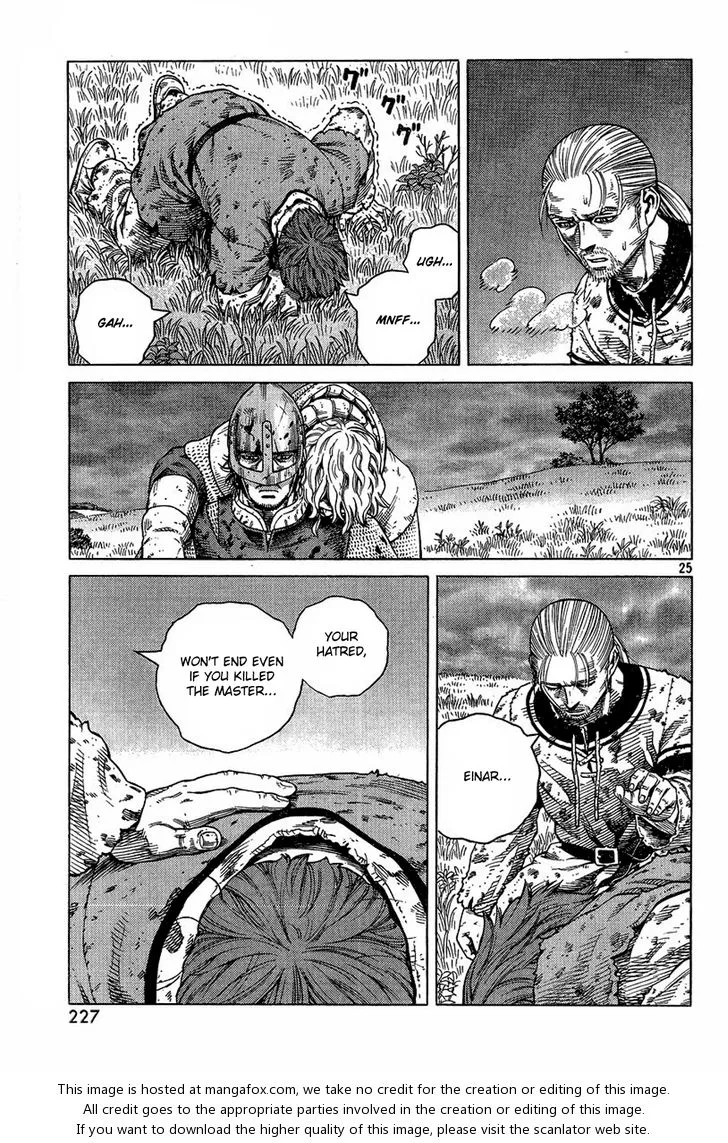 グ"
グ"
グ"
UGH...
MNFF...
GAH...
25
YOUR
HATRED,
WON'T END EVEN
IF YOU KILLED
THE MASTER...
EINAR...
227
This image is hosted at mangafox.com, we take no credit for the creation or editing of this image.
All credit goes to the appropriate parties involved in the creation or editing of this image.
If you want to download the higher quality of this image, please visit the scanlator web site.